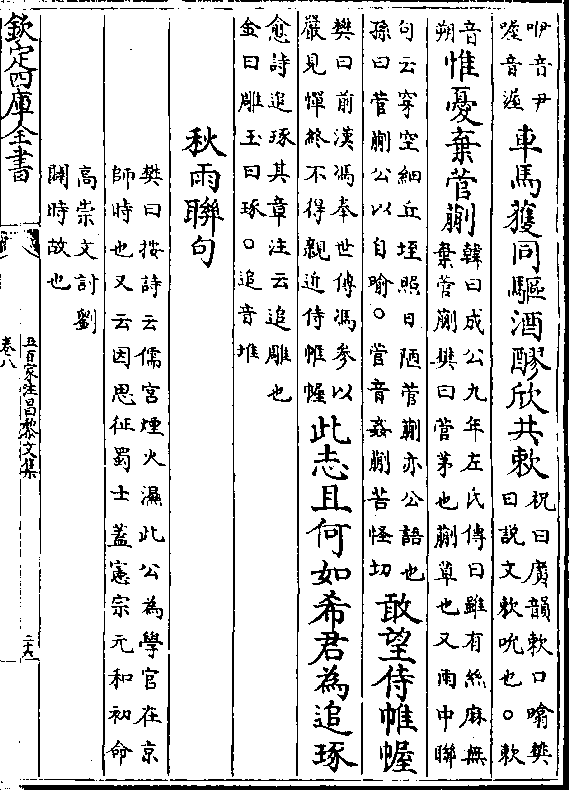 咿音尹
喔音渥
車馬獲同驅酒醪欣共欶
祝曰廣韻欶口噏樊
曰說文欶吮也○欶
音
朔
惟憂棄菅蒯
韓曰成公九年左氏傳曰雖有絲麻無
棄菅蒯樊曰菅茅也蒯草也又雨中聯
句云穿空細丘垤照日陋菅蒯亦公語也
孫曰菅蒯公以自喻○菅音姦蒯苦怪切
敢望侍帷幄
樊曰前漢馮奉世傳馮參以
嚴見憚終不得親近侍帷幄
此志且何如希君為追琢
愈詩追琢其章注云追雕也
金曰雕玉曰琢○追音堆
秋雨聯句
樊曰按詩云儒宮煙火濕此公為學官在京
師時也又云因思征蜀士蓋憲宗元和初命
高崇文討劉
闢時故也
欽定四庫全書
五百家注昌黎文集
卷八
二十六